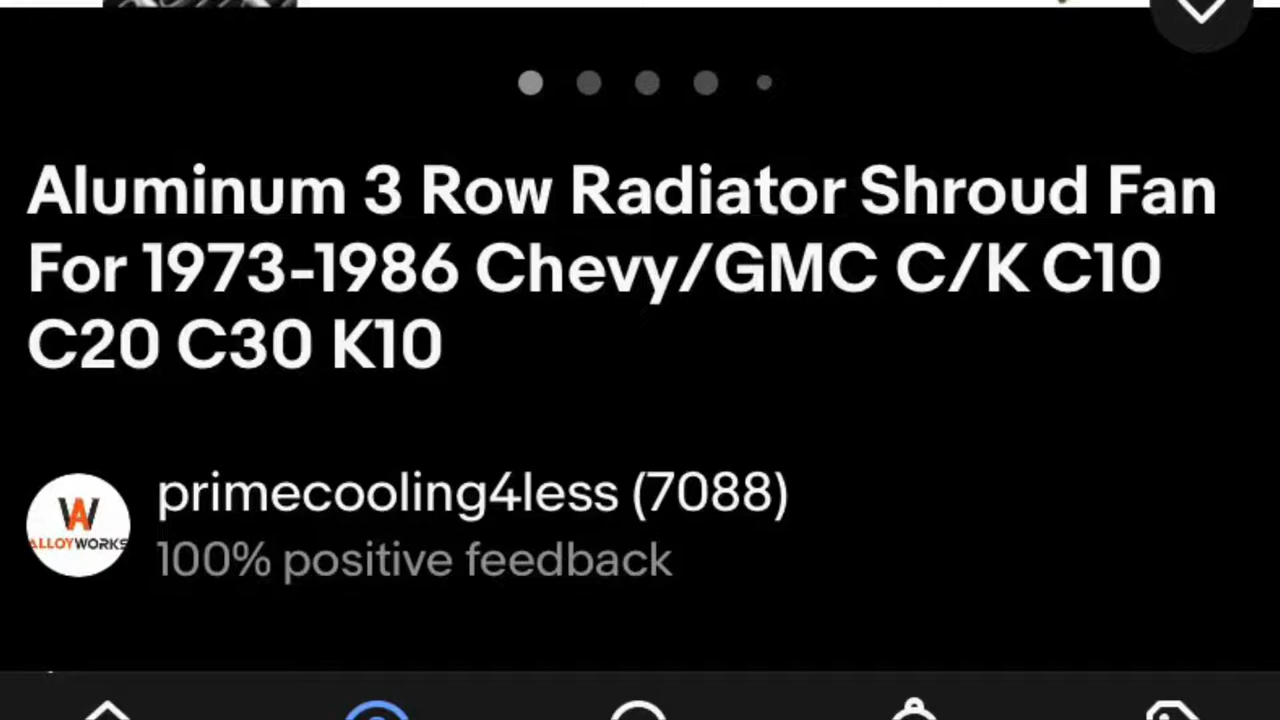 Aluminum 3 Row Radiator Shroud Fan
For 1973-1986 Chevy/GMC C/K C10
C20 C30 K10
primecooling4less (7088)
WA
ALLOYWORKS
100% positive feedback